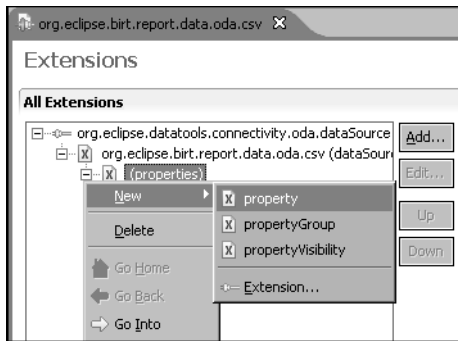 org.eclipse.birt.report.data.oda.csv
Extensions
All Extensions
org.eclipse.datatools.connectivity.oda.dataSource
Add...
org.eclipse.birt.report.data.oda.csv (dataSour
(properties)
Edit...
New
property
Up
propertyGroup
Delete
propertyVisibility
Down
Go Home
Extension...
Go Back
Go Into